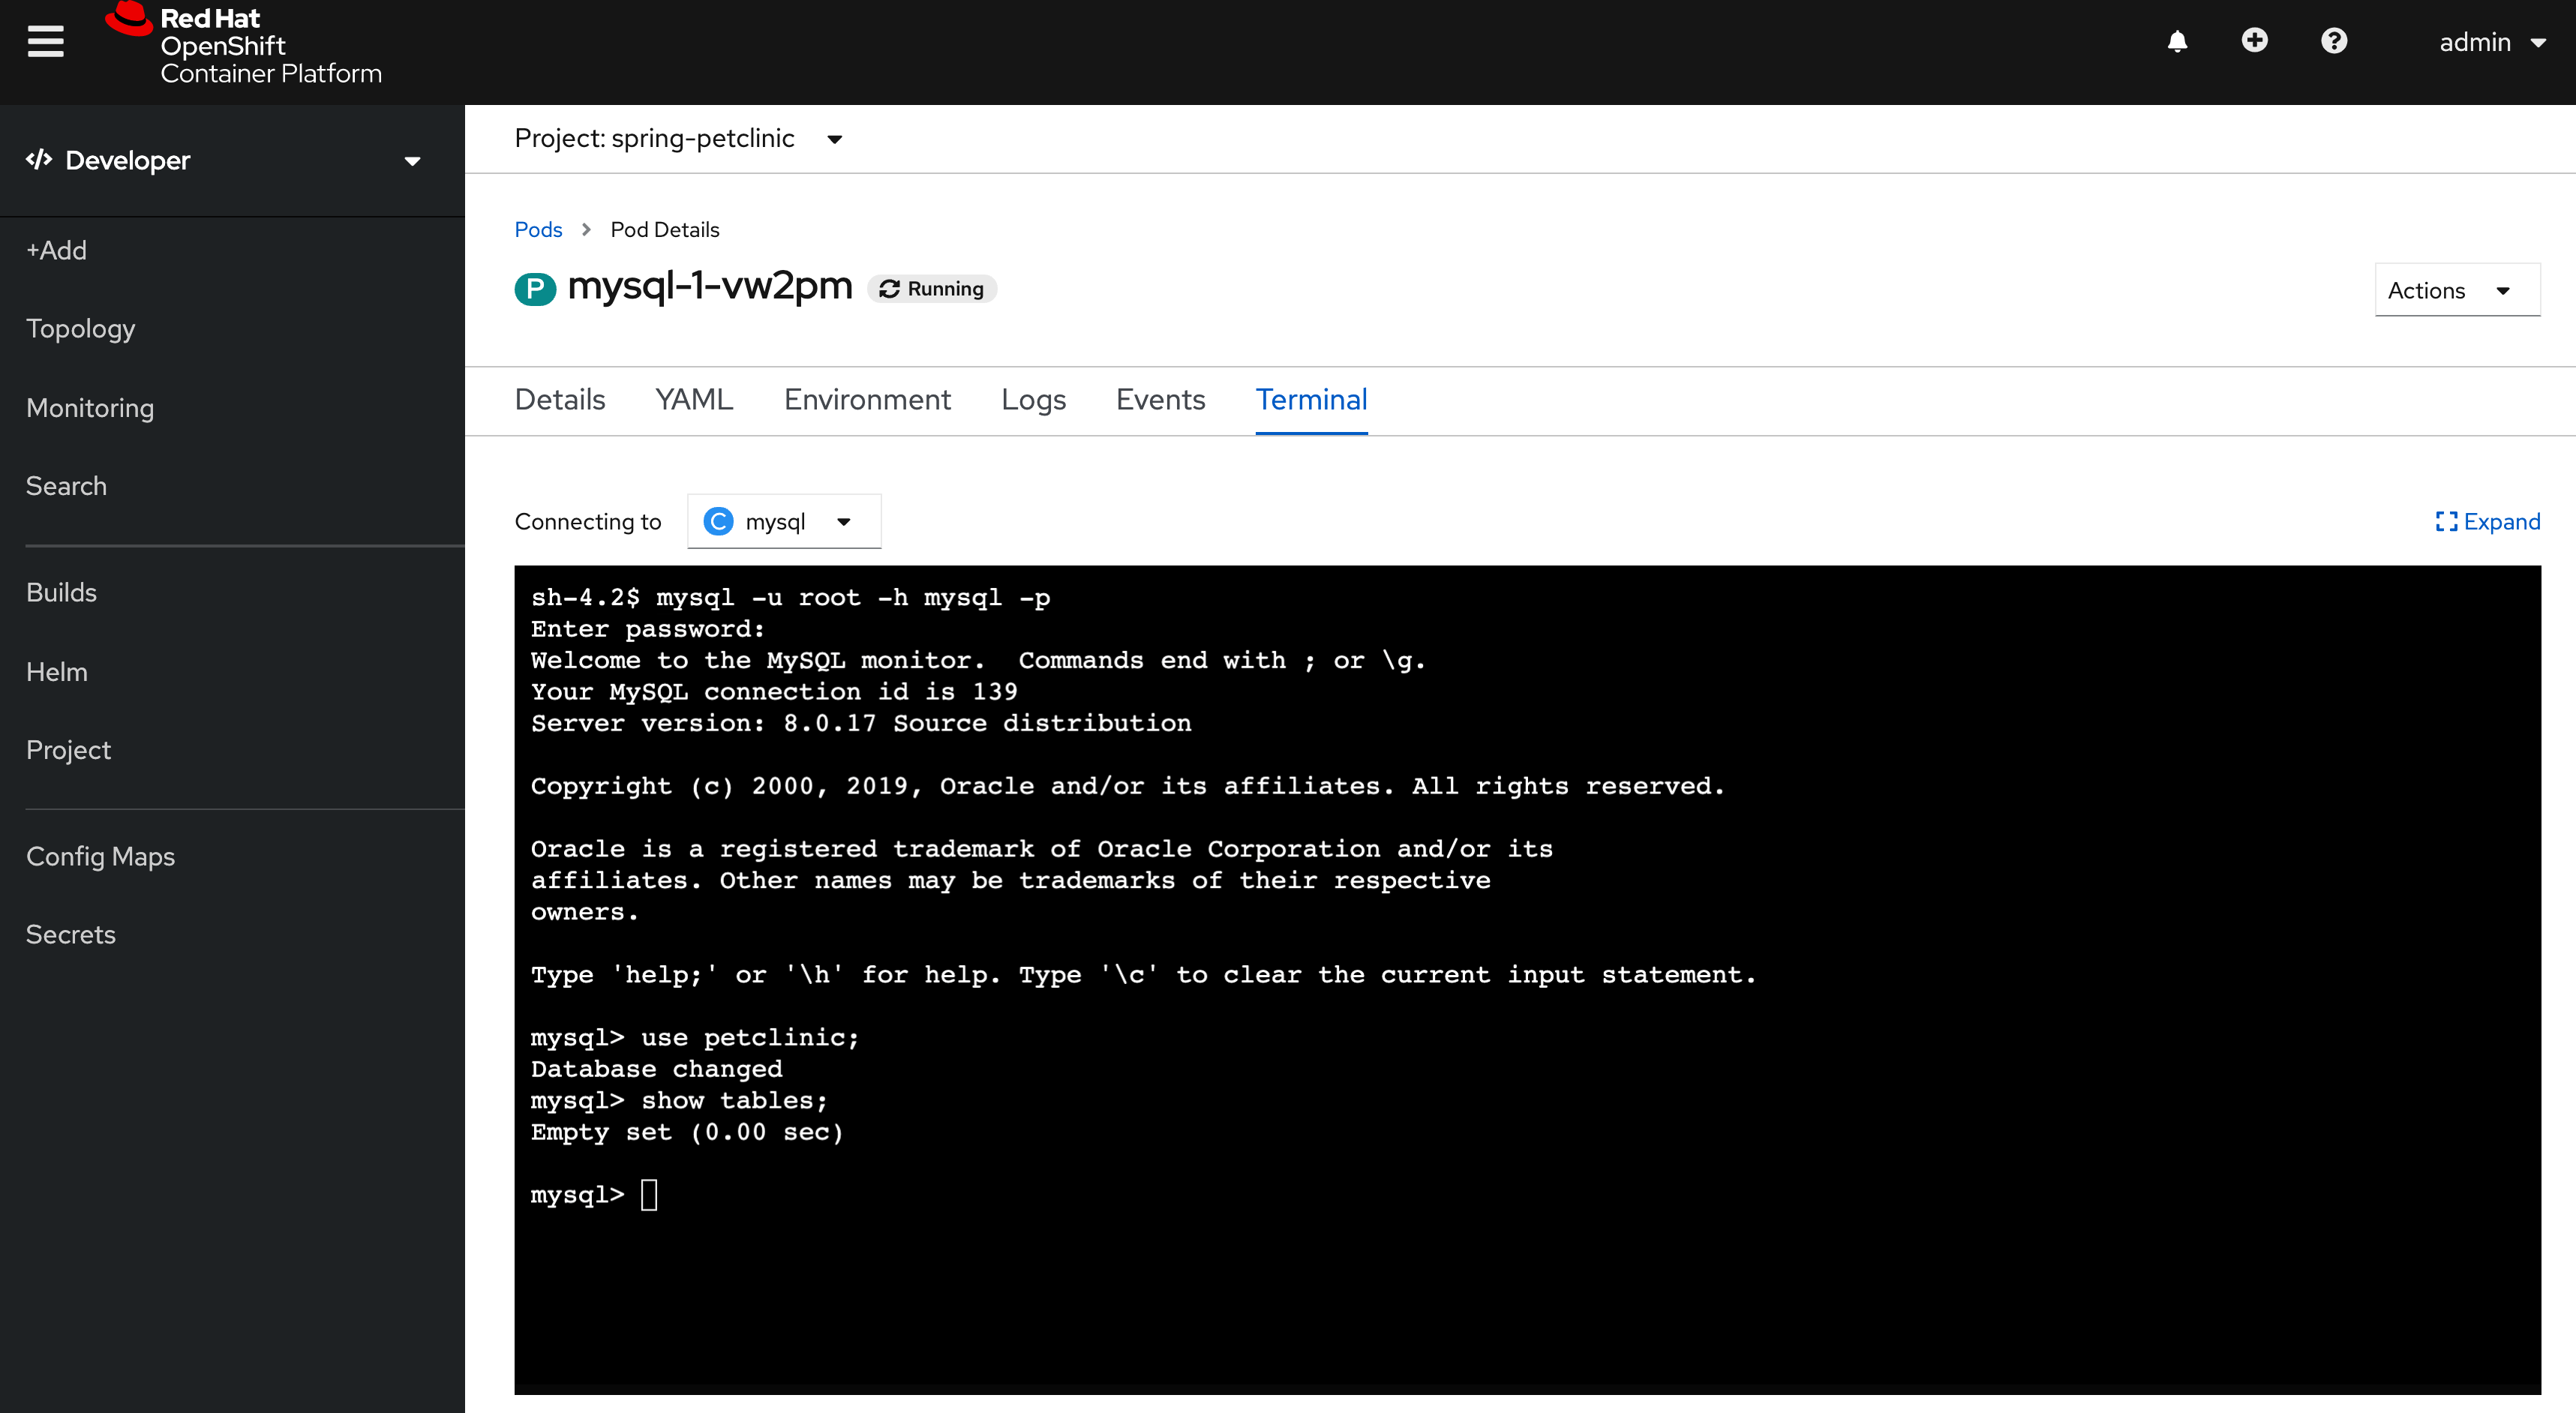 Red Hat
OpenShift
Container Platform
admin
Developer
+Add
Topology
Monitoring
Search
Builds
Helm
Project
Config Maps
Secrets
Project: spring-petclinic
Pods > Pod Details
P mysql-1-vw2pm Running
Actions
Details YAML Environment Logs Events Terminal
Connecting to C mysql
Expand
sh-4.2$ mysql -u root -h mysql -p
Enter password:
Welcome to the MySQL monitor.  Commands end with ; or \g.
Your MySQL connection id is 139
Server version: 8.0.17 Source distribution
Copyright (c) 2000, 2019, Oracle and/or its affiliates. All rights reserved.
Oracle is a registered trademark of Oracle Corporation and/or its
affiliates. Other names may be trademarks of their respective
owners.
Type 'help;' or '\h' for help. Type '\c' to clear the current input statement.
mysql> use petclinic;
Database changed
mysql> show tables;
Empty set (0.00 sec)
mysql>